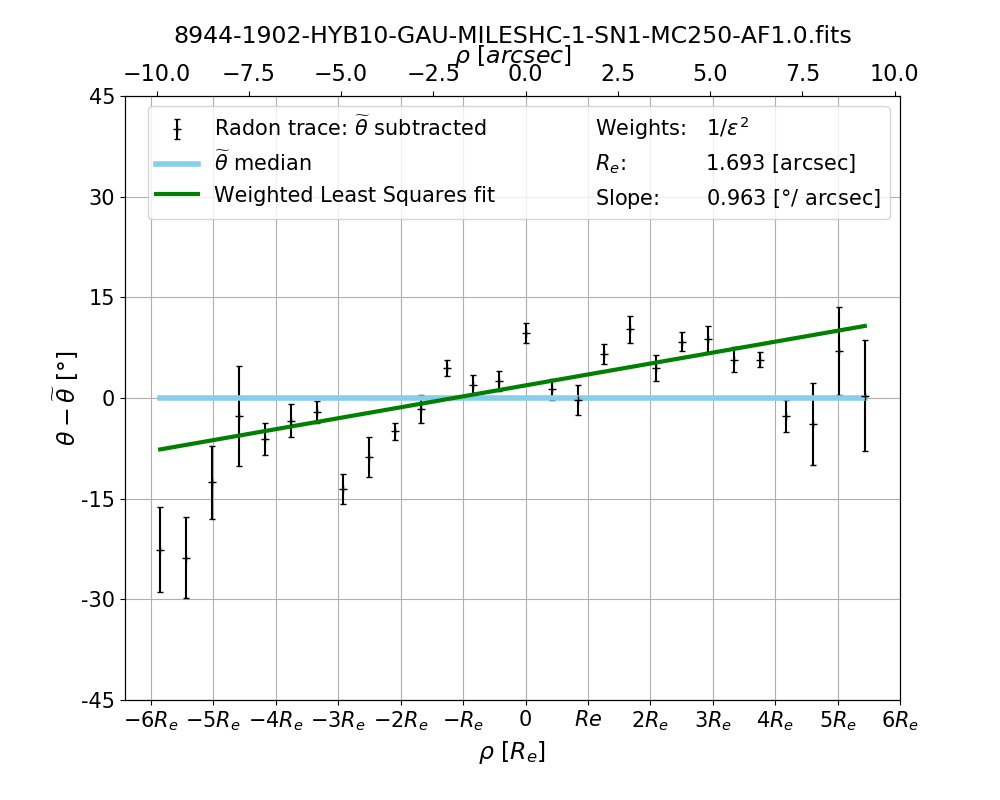 8944-1902-HYB10-GAU-MILESHC-1-SN1-MC250-AF1.0.fits
ρ [arcsec]
−10.0 −7.5 −5.0 −2.5 0.0 2.5 5.0 7.5 10.0
Radon trace: θ̃ subtracted
θ̃ median
Weighted Least Squares fit
Weights: 1/ε²
Rₑ: 1.693 [arcsec]
Slope: 0.963 [°/ arcsec]
45
30
15
0
-15
-30
-45
θ − θ̃ [°]
−6Rₑ −5Rₑ −4Rₑ −3Rₑ −2Rₑ −Rₑ 0 Re 2Rₑ 3Rₑ 4Rₑ 5Rₑ 6Rₑ
ρ [Rₑ]